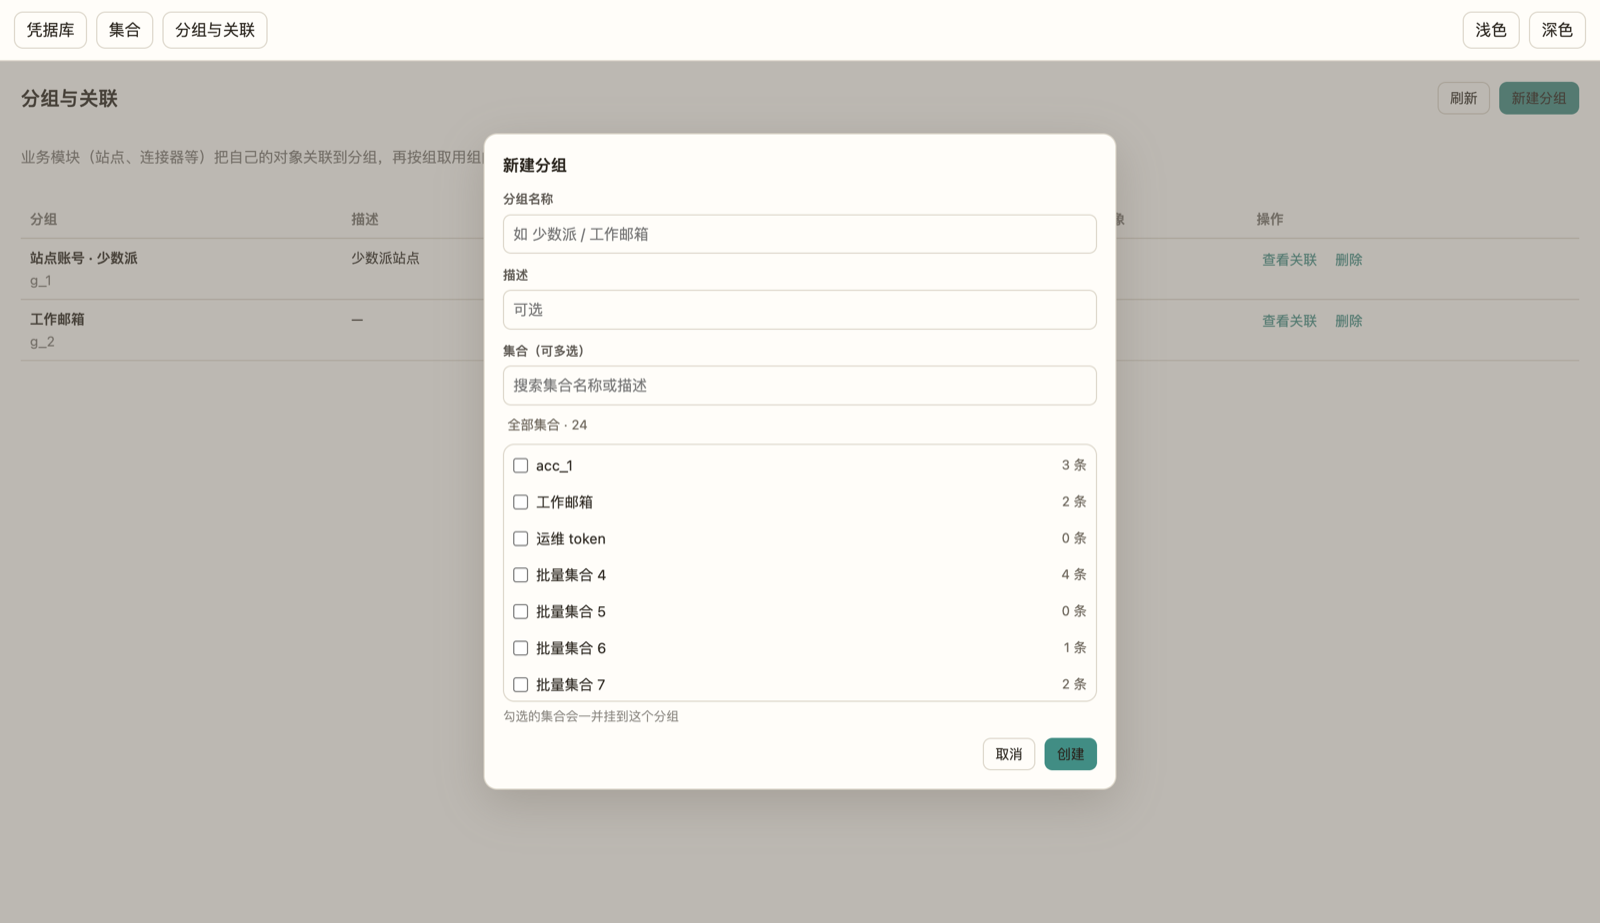 凭据库 集合 分组与关联 浅色 深色
分组与关联 刷新 新建分组
业务模块（站点、连接器等）把自己的对象关联到分组，再按组取用组
分组 描述 操作
站点账号 · 少数派 少数派站点 查看关联 删除
g_1
工作邮箱 — 查看关联 删除
g_2
新建分组
分组名称
如 少数派 / 工作邮箱
描述
可选
集合（可多选）
搜索集合名称或描述
全部集合 · 24
acc_1 3 条
工作邮箱 2 条
运维 token 0 条
批量集合 4 4 条
批量集合 5 0 条
批量集合 6 1 条
批量集合 7 2 条
勾选的集合会一并挂到这个分组
取消 创建